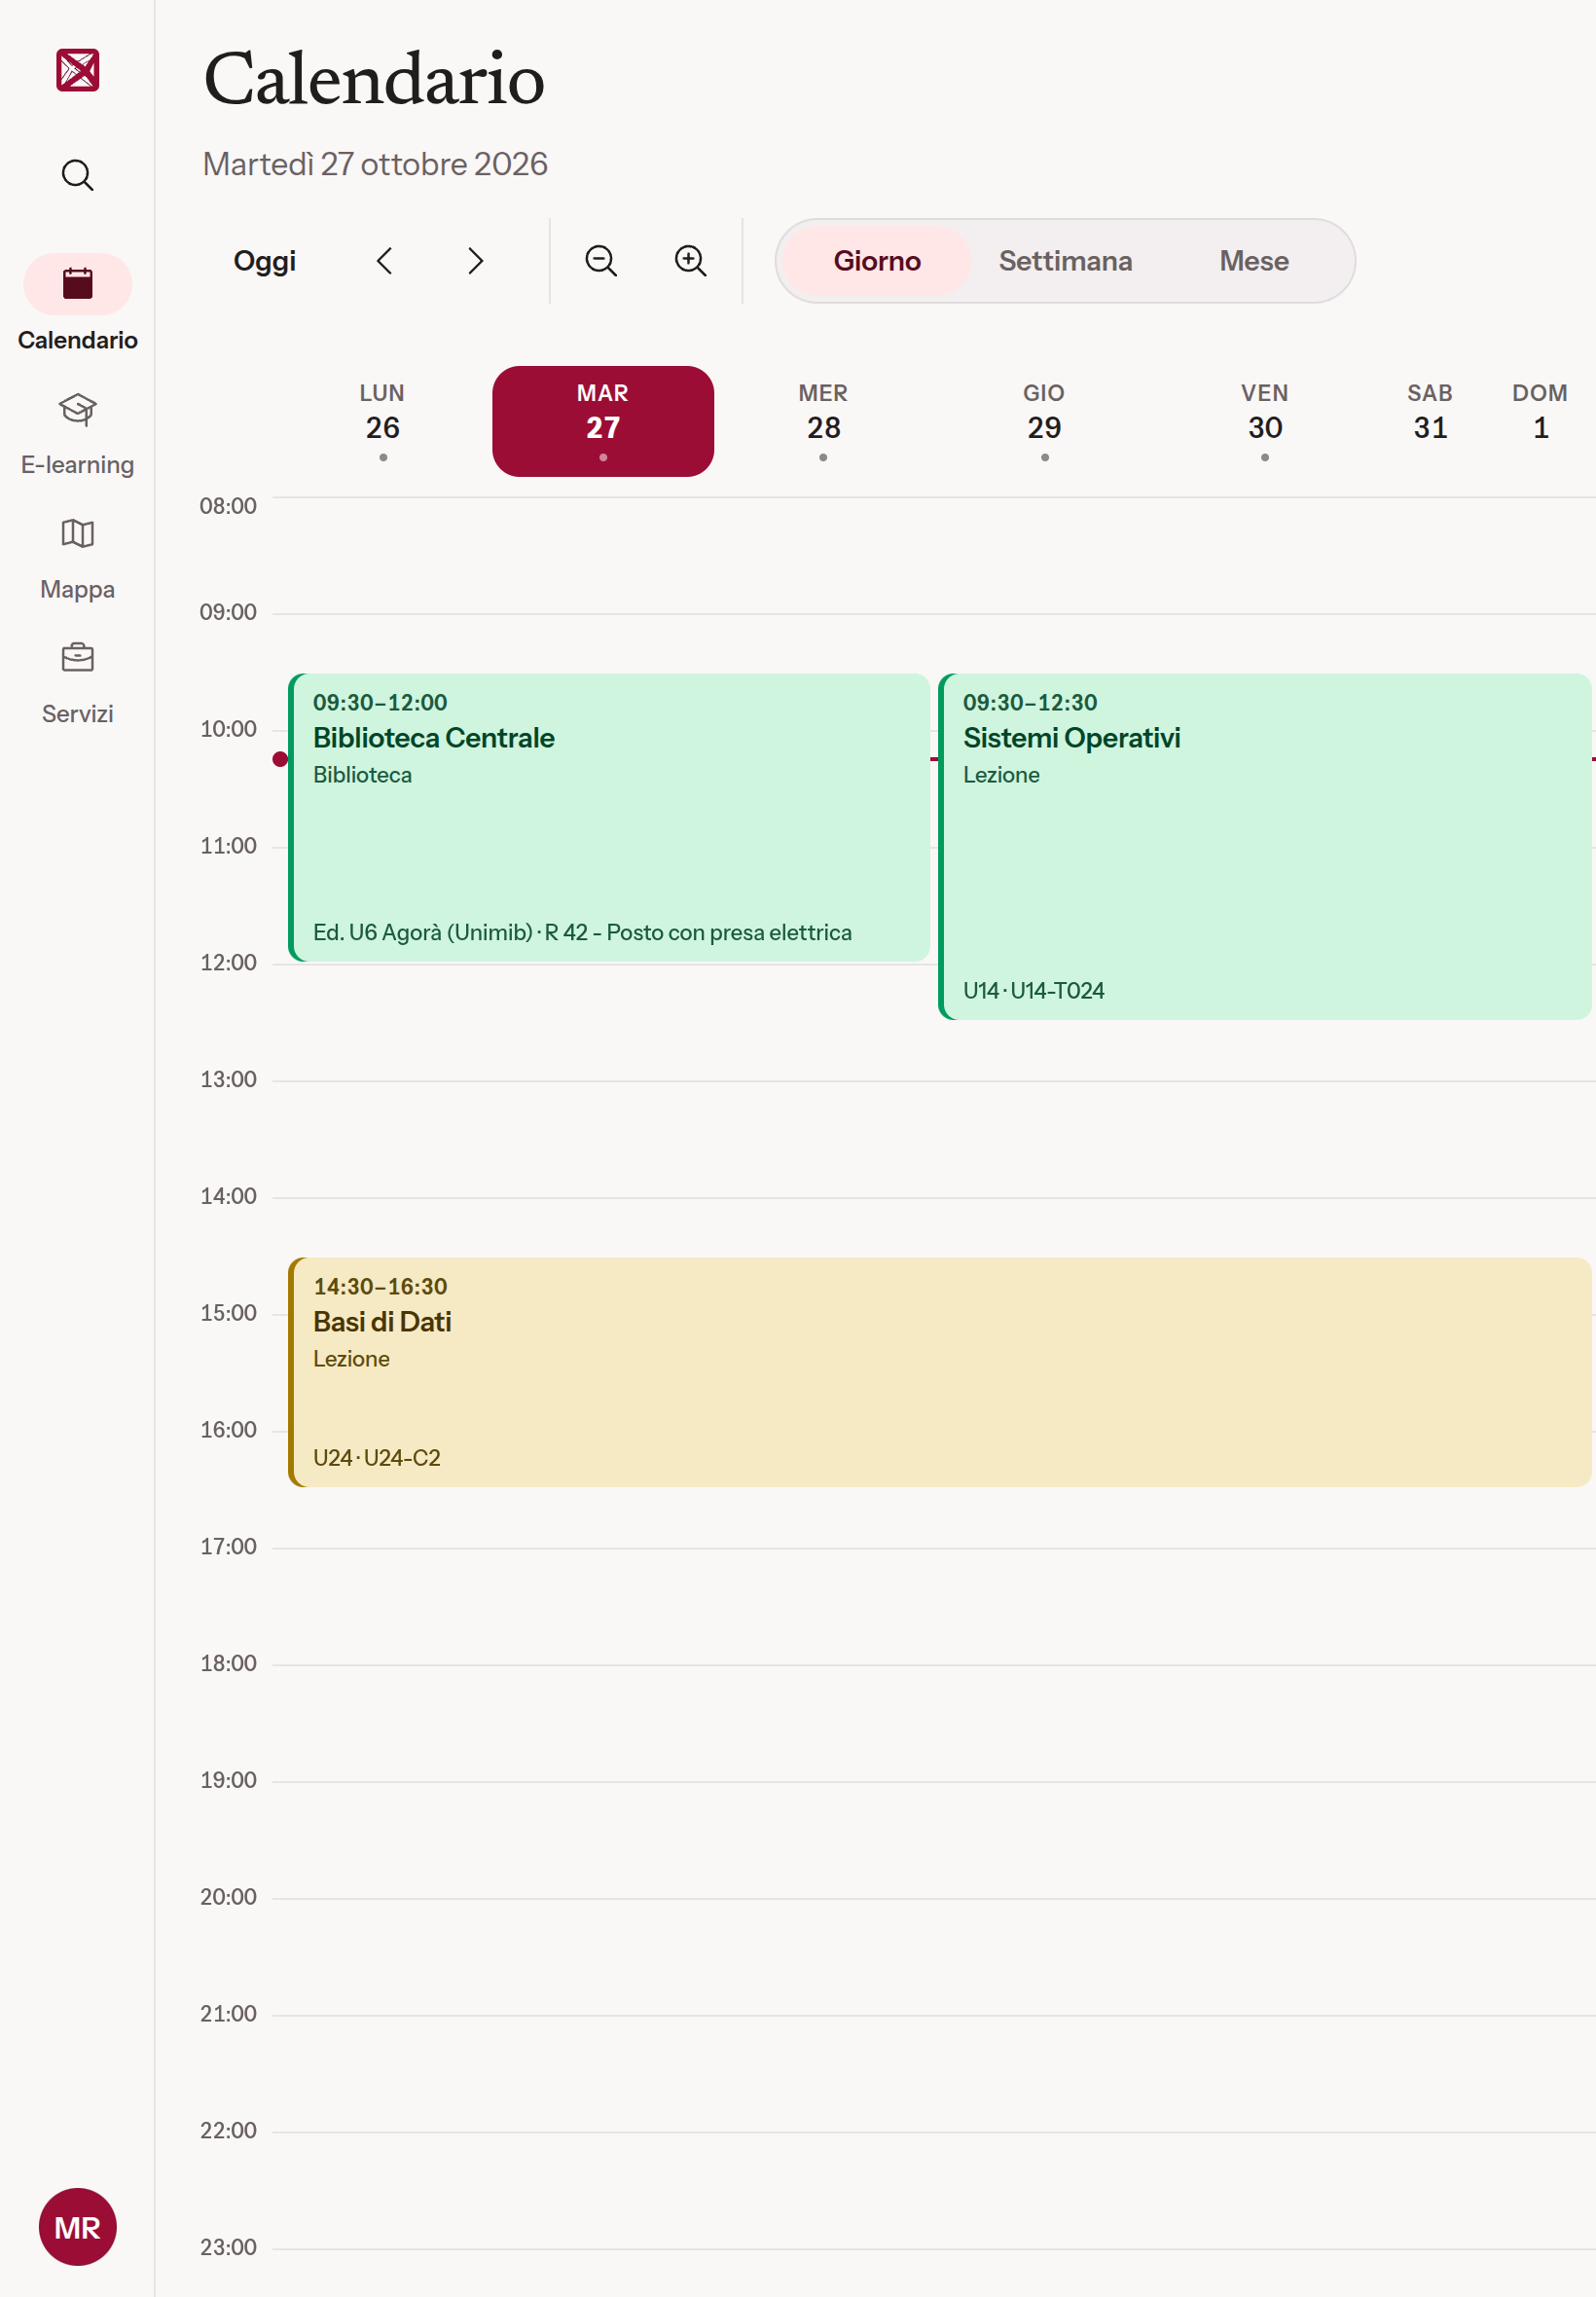 Calendario
Martedì 27 ottobre 2026
Oggi
Giorno
Settimana
Mese
Calendario
E-learning
Mappa
Servizi
LUN
26
MAR
27
MER
28
GIO
29
VEN
30
SAB
31
DOM
1
08:00
09:00
09:30–12:00
Biblioteca Centrale
Biblioteca
Ed. U6 Agorà (Unimib) · R 42 - Posto con presa elettrica
09:30–12:30
Sistemi Operativi
Lezione
U14 · U14-T024
10:00
11:00
12:00
13:00
14:00
14:30–16:30
Basi di Dati
Lezione
U24 · U24-C2
15:00
16:00
17:00
18:00
19:00
20:00
21:00
22:00
23:00
MR